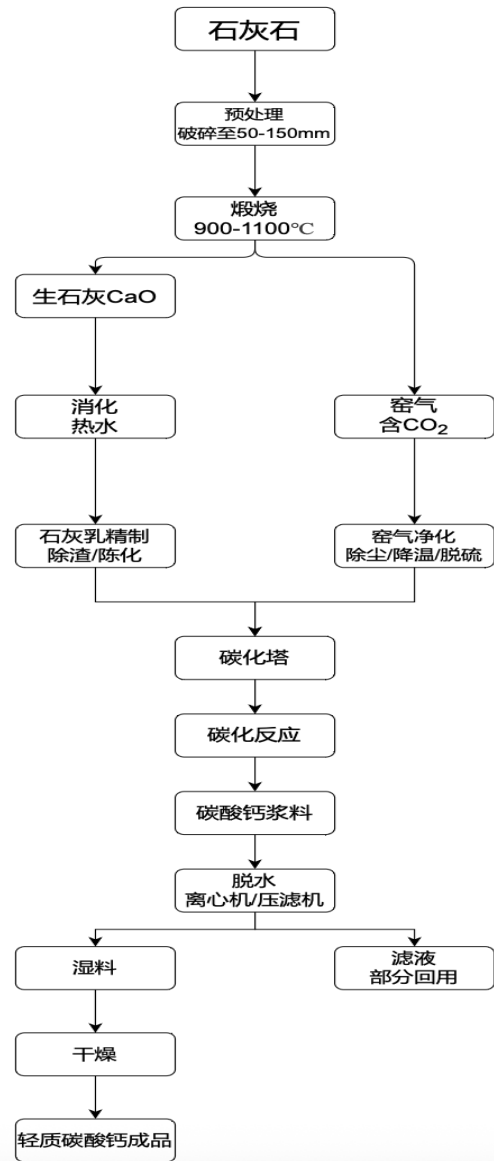 石灰石
预处理
破碎至50-150mm
煅烧
900-1100℃
生石灰CaO
消化
热水
窑气
含CO₂
石灰乳精制
除渣/陈化
窑气净化
除尘/降温/脱硫
碳化塔
碳化反应
碳酸钙浆料
脱水
离心机/压滤机
湿料
滤液
部分回用
干燥
轻质碳酸钙成品